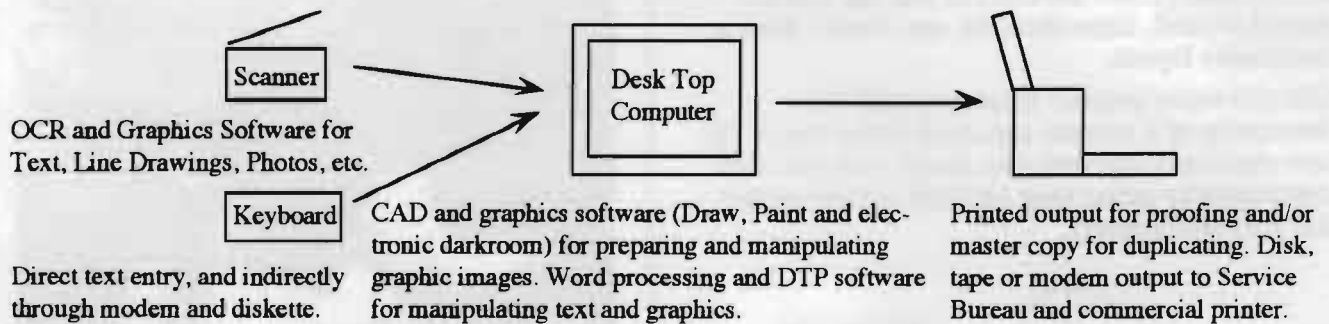 Scanner
OCR and Graphics Software for
Text, Line Drawings, Photos, etc.
Keyboard
Direct text entry, and indirectly
through modem and diskette.
Desk Top
Computer
CAD and graphics software (Draw, Paint and elec-
tronic darkroom) for preparing and manipulating
graphic images. Word processing and DTP software
for manipulating text and graphics.
Printed output for proofing and/or
master copy for duplicating. Disk,
tape or modem output to Service
Bureau and commercial printer.